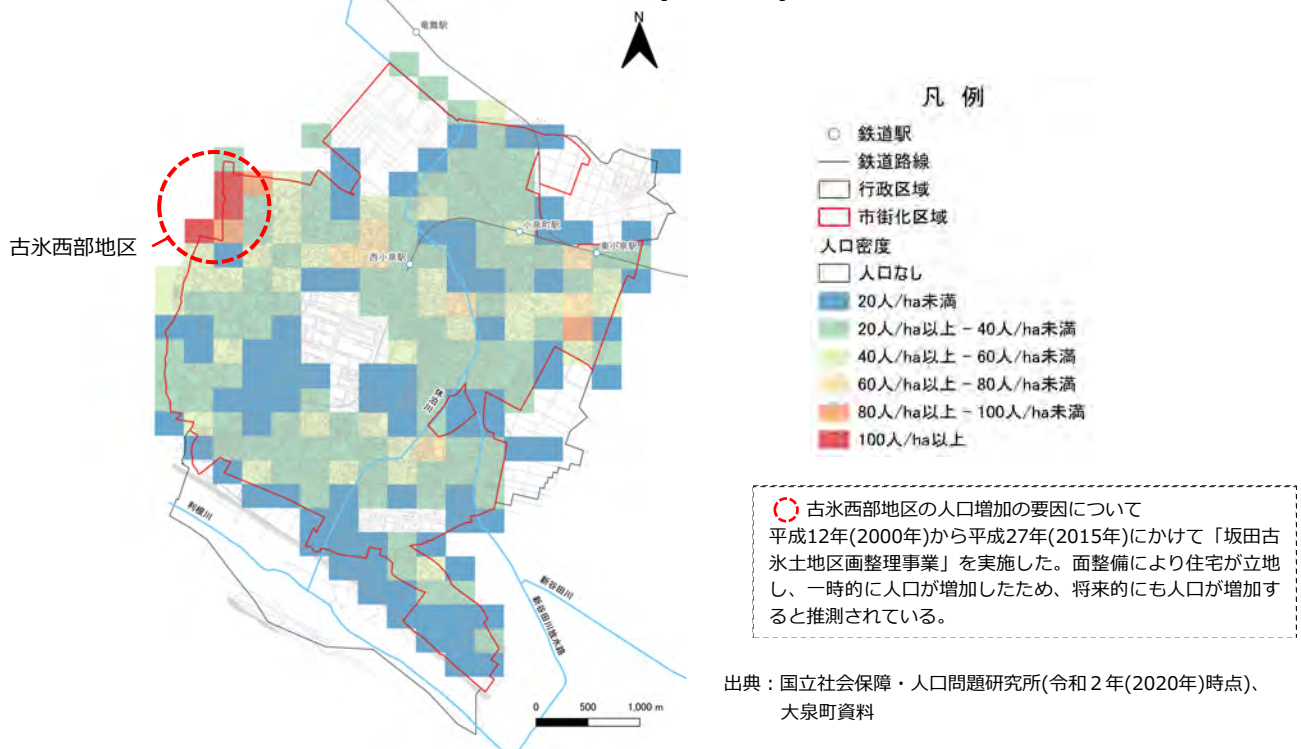 竜舞駅
N
古氷西部地区
小泉町駅
東小泉駅
西小泉駅
休泊川
利根川
新谷田川
新谷田川放水路
0 500 1,000 m
凡 例
鉄道駅
鉄道路線
行政区域
市街化区域
人口密度
人口なし
20人/ha未満
20人/ha以上 - 40人/ha未満
40人/ha以上 - 60人/ha未満
60人/ha以上 - 80人/ha未満
80人/ha以上 - 100人/ha未満
100人/ha以上
古氷西部地区の人口増加の要因について
平成12年(2000年)から平成27年(2015年)にかけて「坂田古
氷土地区画整理事業」を実施した。面整備により住宅が立地
し、一時的に人口が増加したため、将来的にも人口が増加す
ると推測されている。
出典：国立社会保障・人口問題研究所(令和２年(2020年)時点)、
大泉町資料